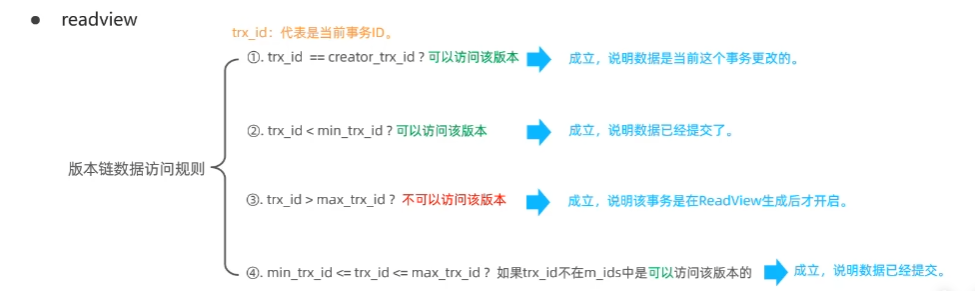 ● readview
trx_id：代表是当前事务ID。
①. trx_id == creator_trx_id ? 可以访问该版本 成立，说明数据是当前这个事务更改的。
②. trx_id < min_trx_id ? 可以访问该版本 成立，说明数据已经提交了。
版本链数据访问规则
③. trx_id > max_trx_id ? 不可以访问该版本 成立，说明该事务是在ReadView生成后才开启。
④. min_trx_id <= trx_id <= max_trx_id ? 如果trx_id不在m_ids中是可以访问该版本的 成立，说明数据已经提交。